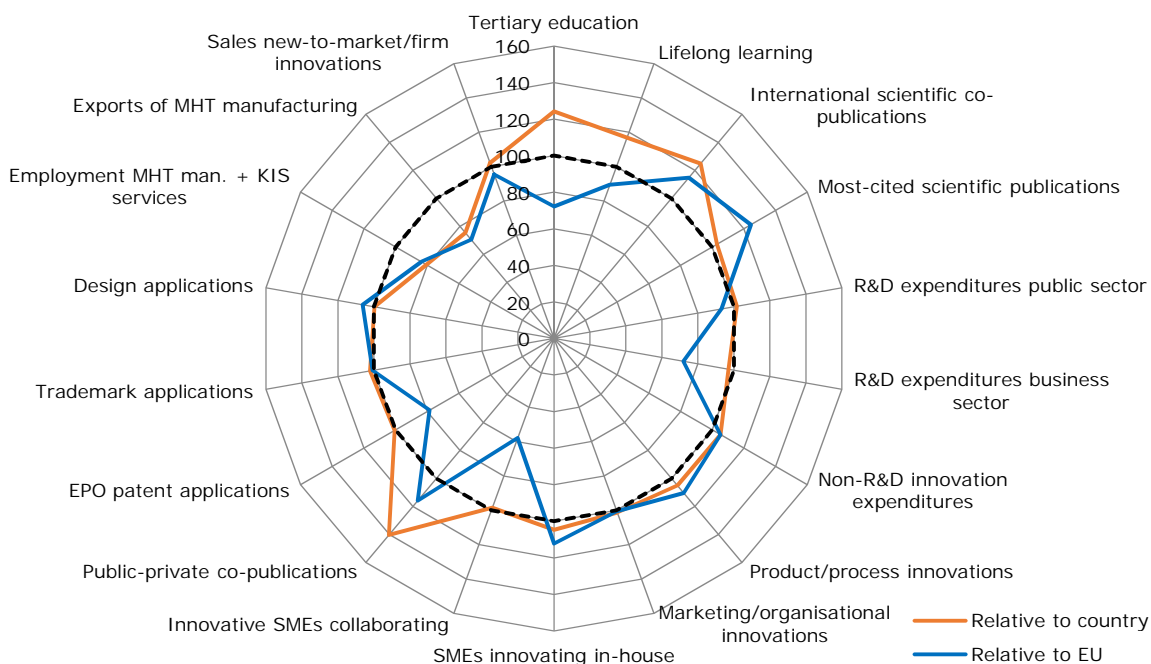 Tertiary education
Sales new-to-market/firm
innovations
Lifelong learning
Exports of MHT manufacturing
International scientific co-
publications
Employment MHT man. + KIS
services
Most-cited scientific publications
Design applications
R&D expenditures public sector
Trademark applications
R&D expenditures business
sector
EPO patent applications
Non-R&D innovation
expenditures
Public-private co-publications
Product/process innovations
Innovative SMEs collaborating
Marketing/organisational
innovations
SMEs innovating in-house
160
140
120
100
80
60
40
20
0
Relative to country
Relative to EU